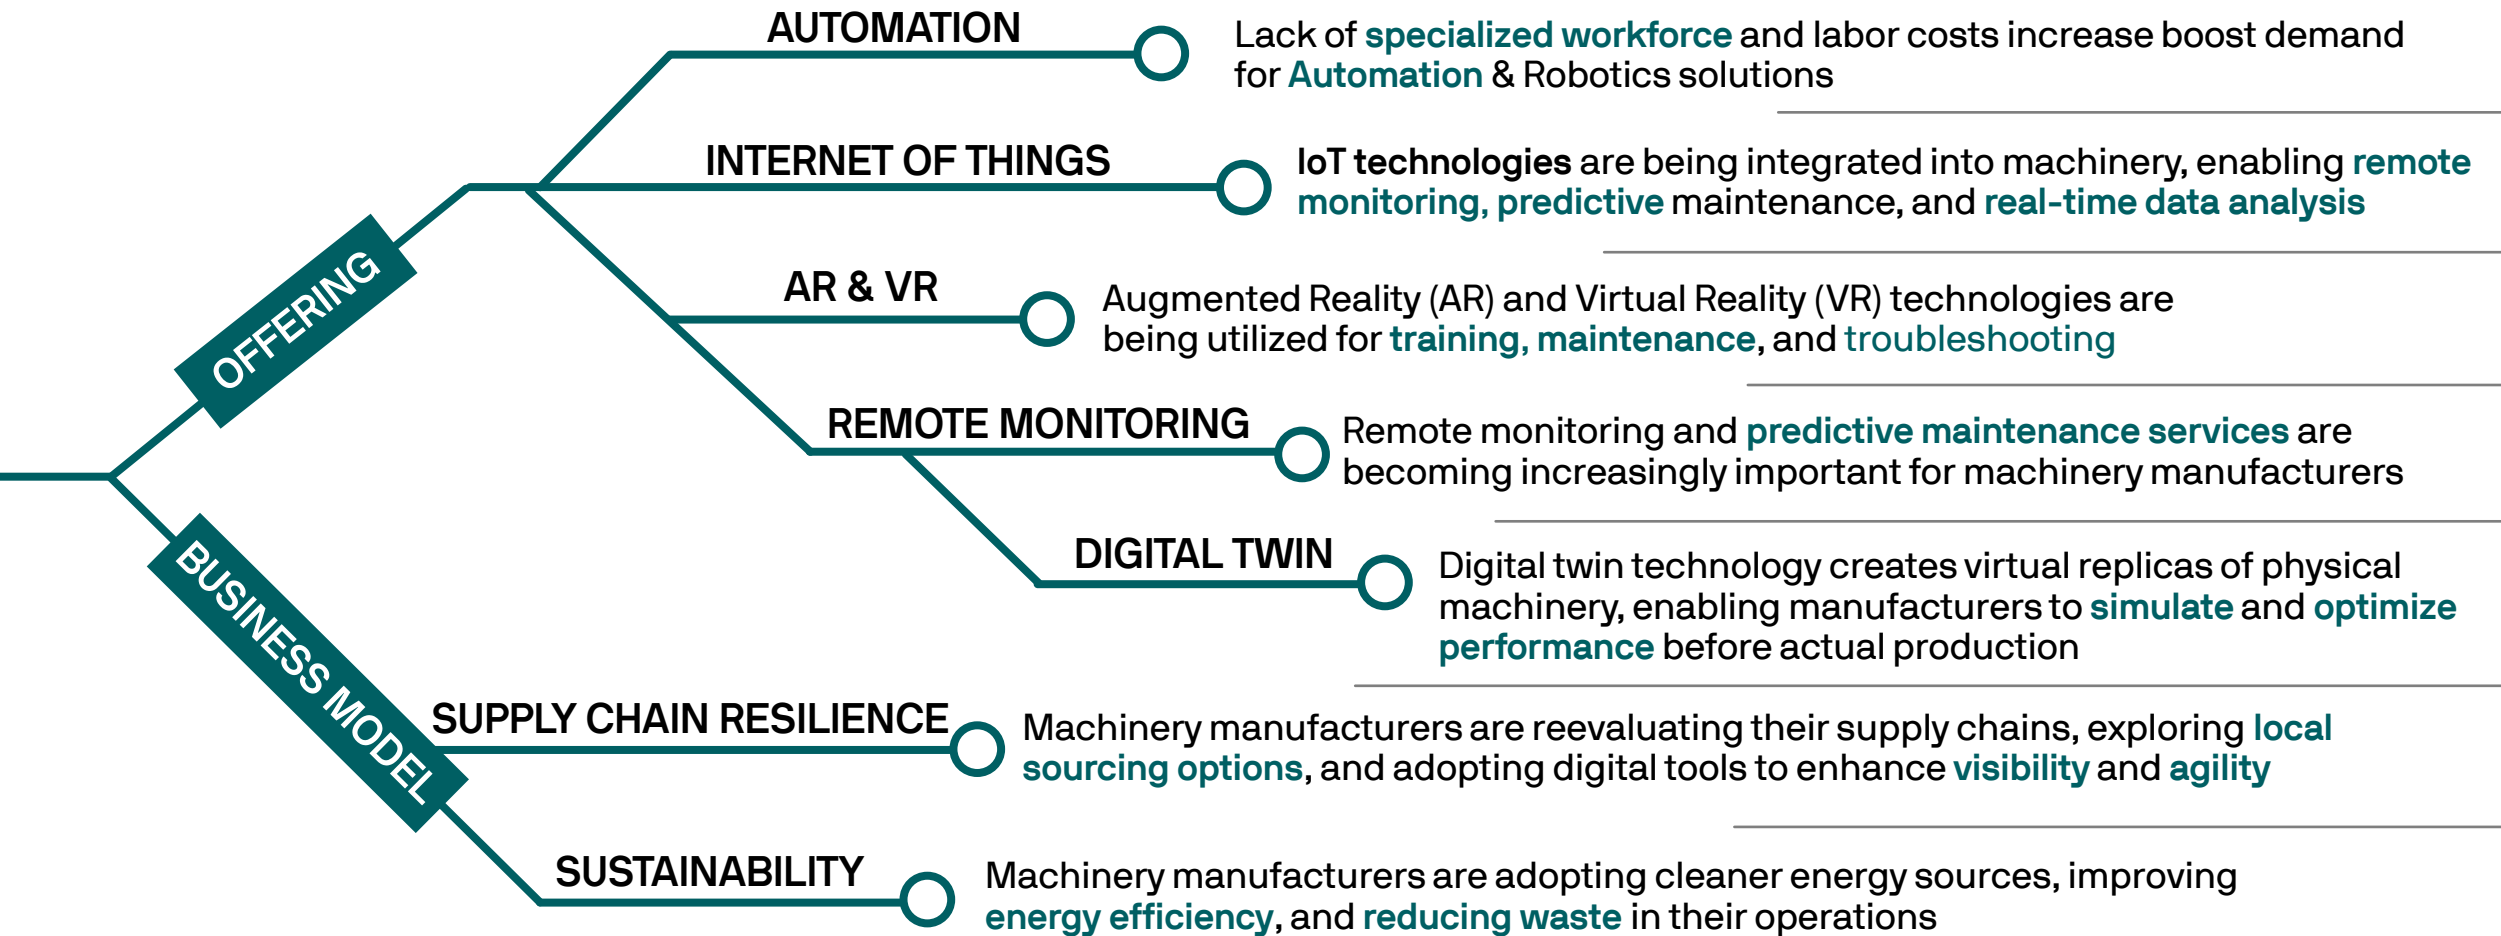 AUTOMATION
Lack of specialized workforce and labor costs increase boost demand
for Automation & Robotics solutions
INTERNET OF THINGS
IoT technologies are being integrated into machinery, enabling remote
monitoring, predictive maintenance, and real-time data analysis
OFFERING
AR & VR
Augmented Reality (AR) and Virtual Reality (VR) technologies are
being utilized for training, maintenance, and troubleshooting
REMOTE MONITORING
Remote monitoring and predictive maintenance services are
becoming increasingly important for machinery manufacturers
DIGITAL TWIN
Digital twin technology creates virtual replicas of physical
machinery, enabling manufacturers to simulate and optimize
performance before actual production
BUSINESS MODEL
SUPPLY CHAIN RESILIENCE
Machinery manufacturers are reevaluating their supply chains, exploring local
sourcing options, and adopting digital tools to enhance visibility and agility
SUSTAINABILITY
Machinery manufacturers are adopting cleaner energy sources, improving
energy efficiency, and reducing waste in their operations